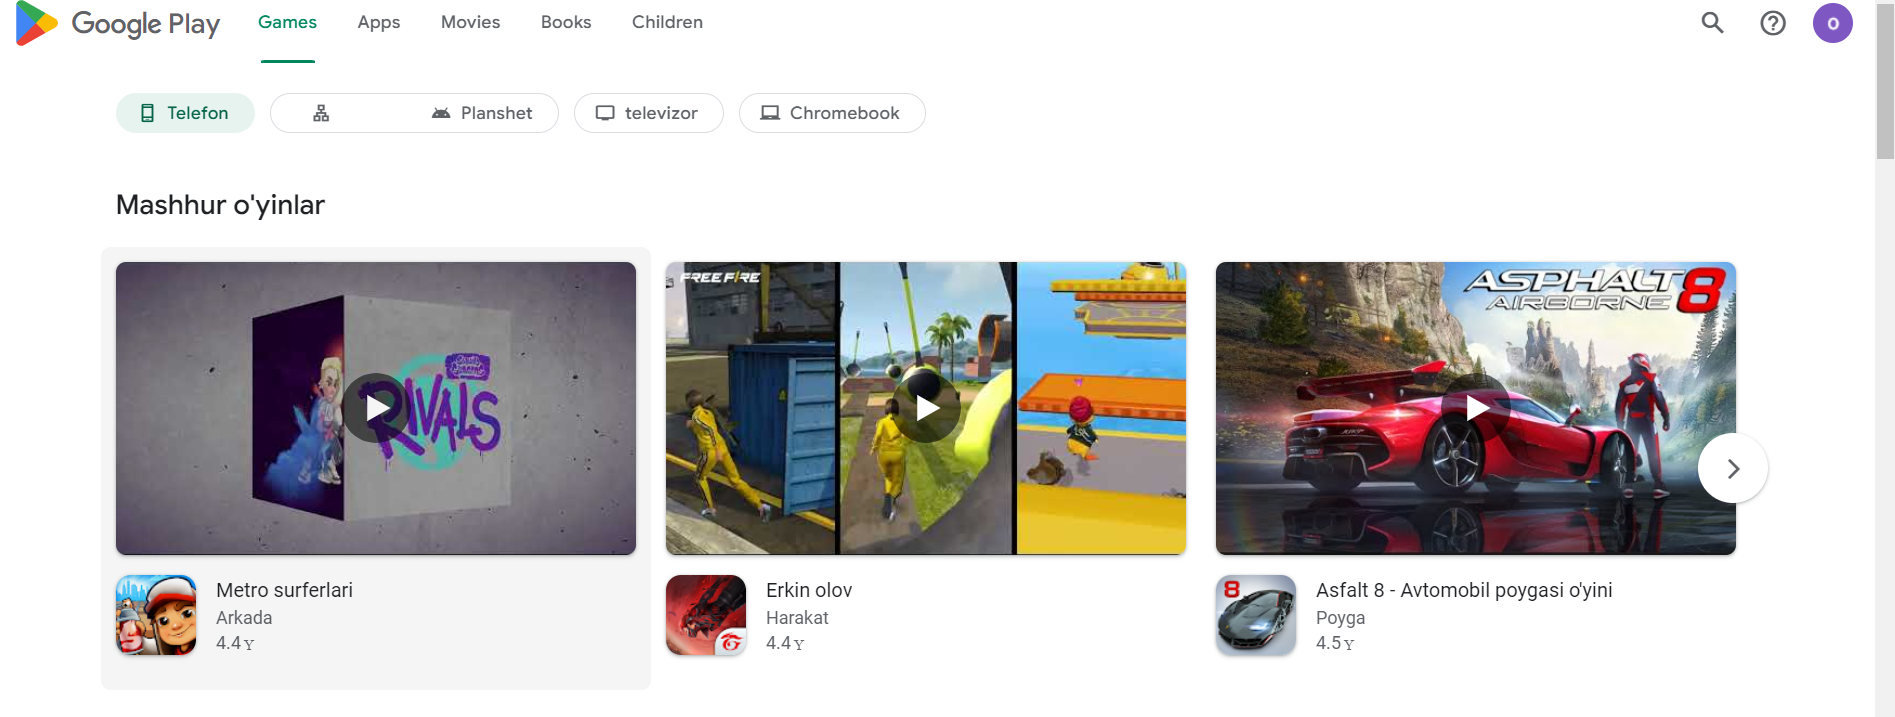 Google Play Games Apps Movies Books Children
Telefon Planshet televizor Chromebook
Mashhur o'yinlar
RIVALS
FREE FIRE
ASPHALT 8
AIRBORNE
Metro surferlari
Arkada
4.4 Y
Erkin olov
Harakat
4.4 Y
8
Asfalt 8 - Avtomobil poygasi o'yini
Poyga
4.5 Y